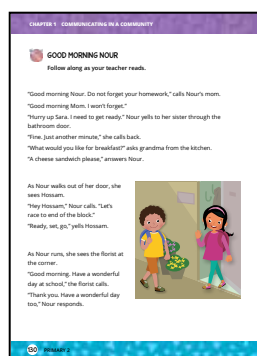 CHAPTER 1 COMMUNICATING IN A COMMUNITY
GOOD MORNING NOUR
Follow along as your teacher reads.
"Good morning Nour. Do not forget your homework," calls Nour's mom.
"Good morning Mom. I won't forget."
"Hurry up Sara. I need to get ready." Nour yells to her sister through the
bathroom door.
"Fine. Just another minute," she calls back.
"What would you like for breakfast?" asks grandma from the kitchen.
"A cheese sandwich please," answers Nour.
As Nour walks out of her door, she
sees Hossam.
"Hey Hossam," Nour calls. "Let's
race to end of the block."
"Ready, set, go," yells Hossam.
As Nour runs, she sees the florist at
the corner.
"Good morning. Have a wonderful
day at school," the florist calls.
"Thank you. Have a wonderful day
too," Nour responds.
130 PRIMARY 2